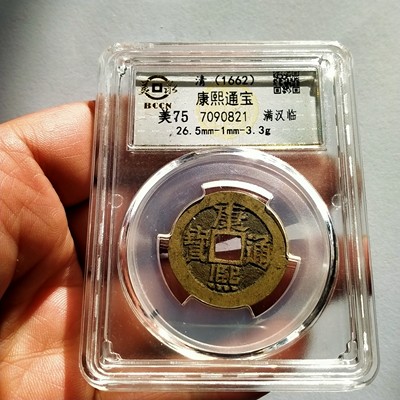 清 (1662)
康熙通宝
BCCN
美75 7090821 满汉临
26.5mm-1mm-3.3g
康熙通寶